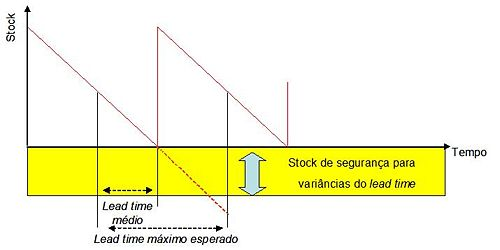 Stock
Tempo
Stock de segurança para
variâncias do lead time
Lead time
médio
Lead time máximo esperado